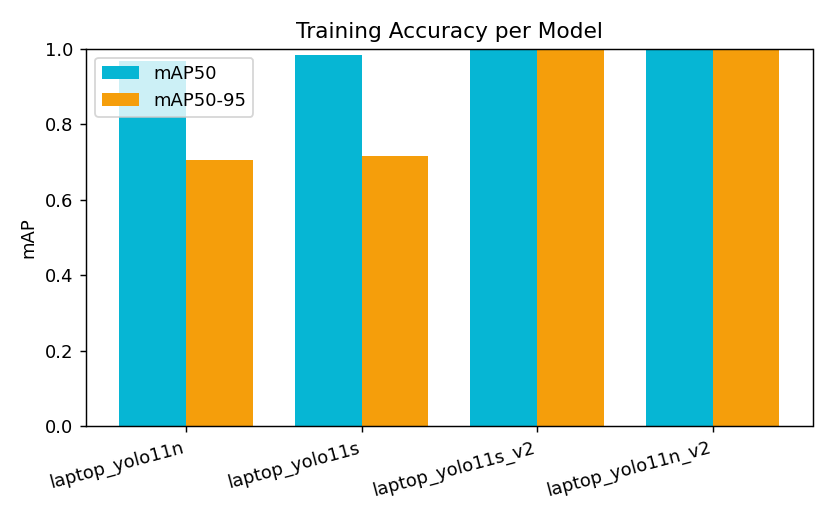 Training Accuracy per Model
mAP50
mAP50-95
mAP
1.0
0.8
0.6
0.4
0.2
0.0
laptop_yolo11n
laptop_yolo11s
laptop_yolo11s_v2
laptop_yolo11n_v2